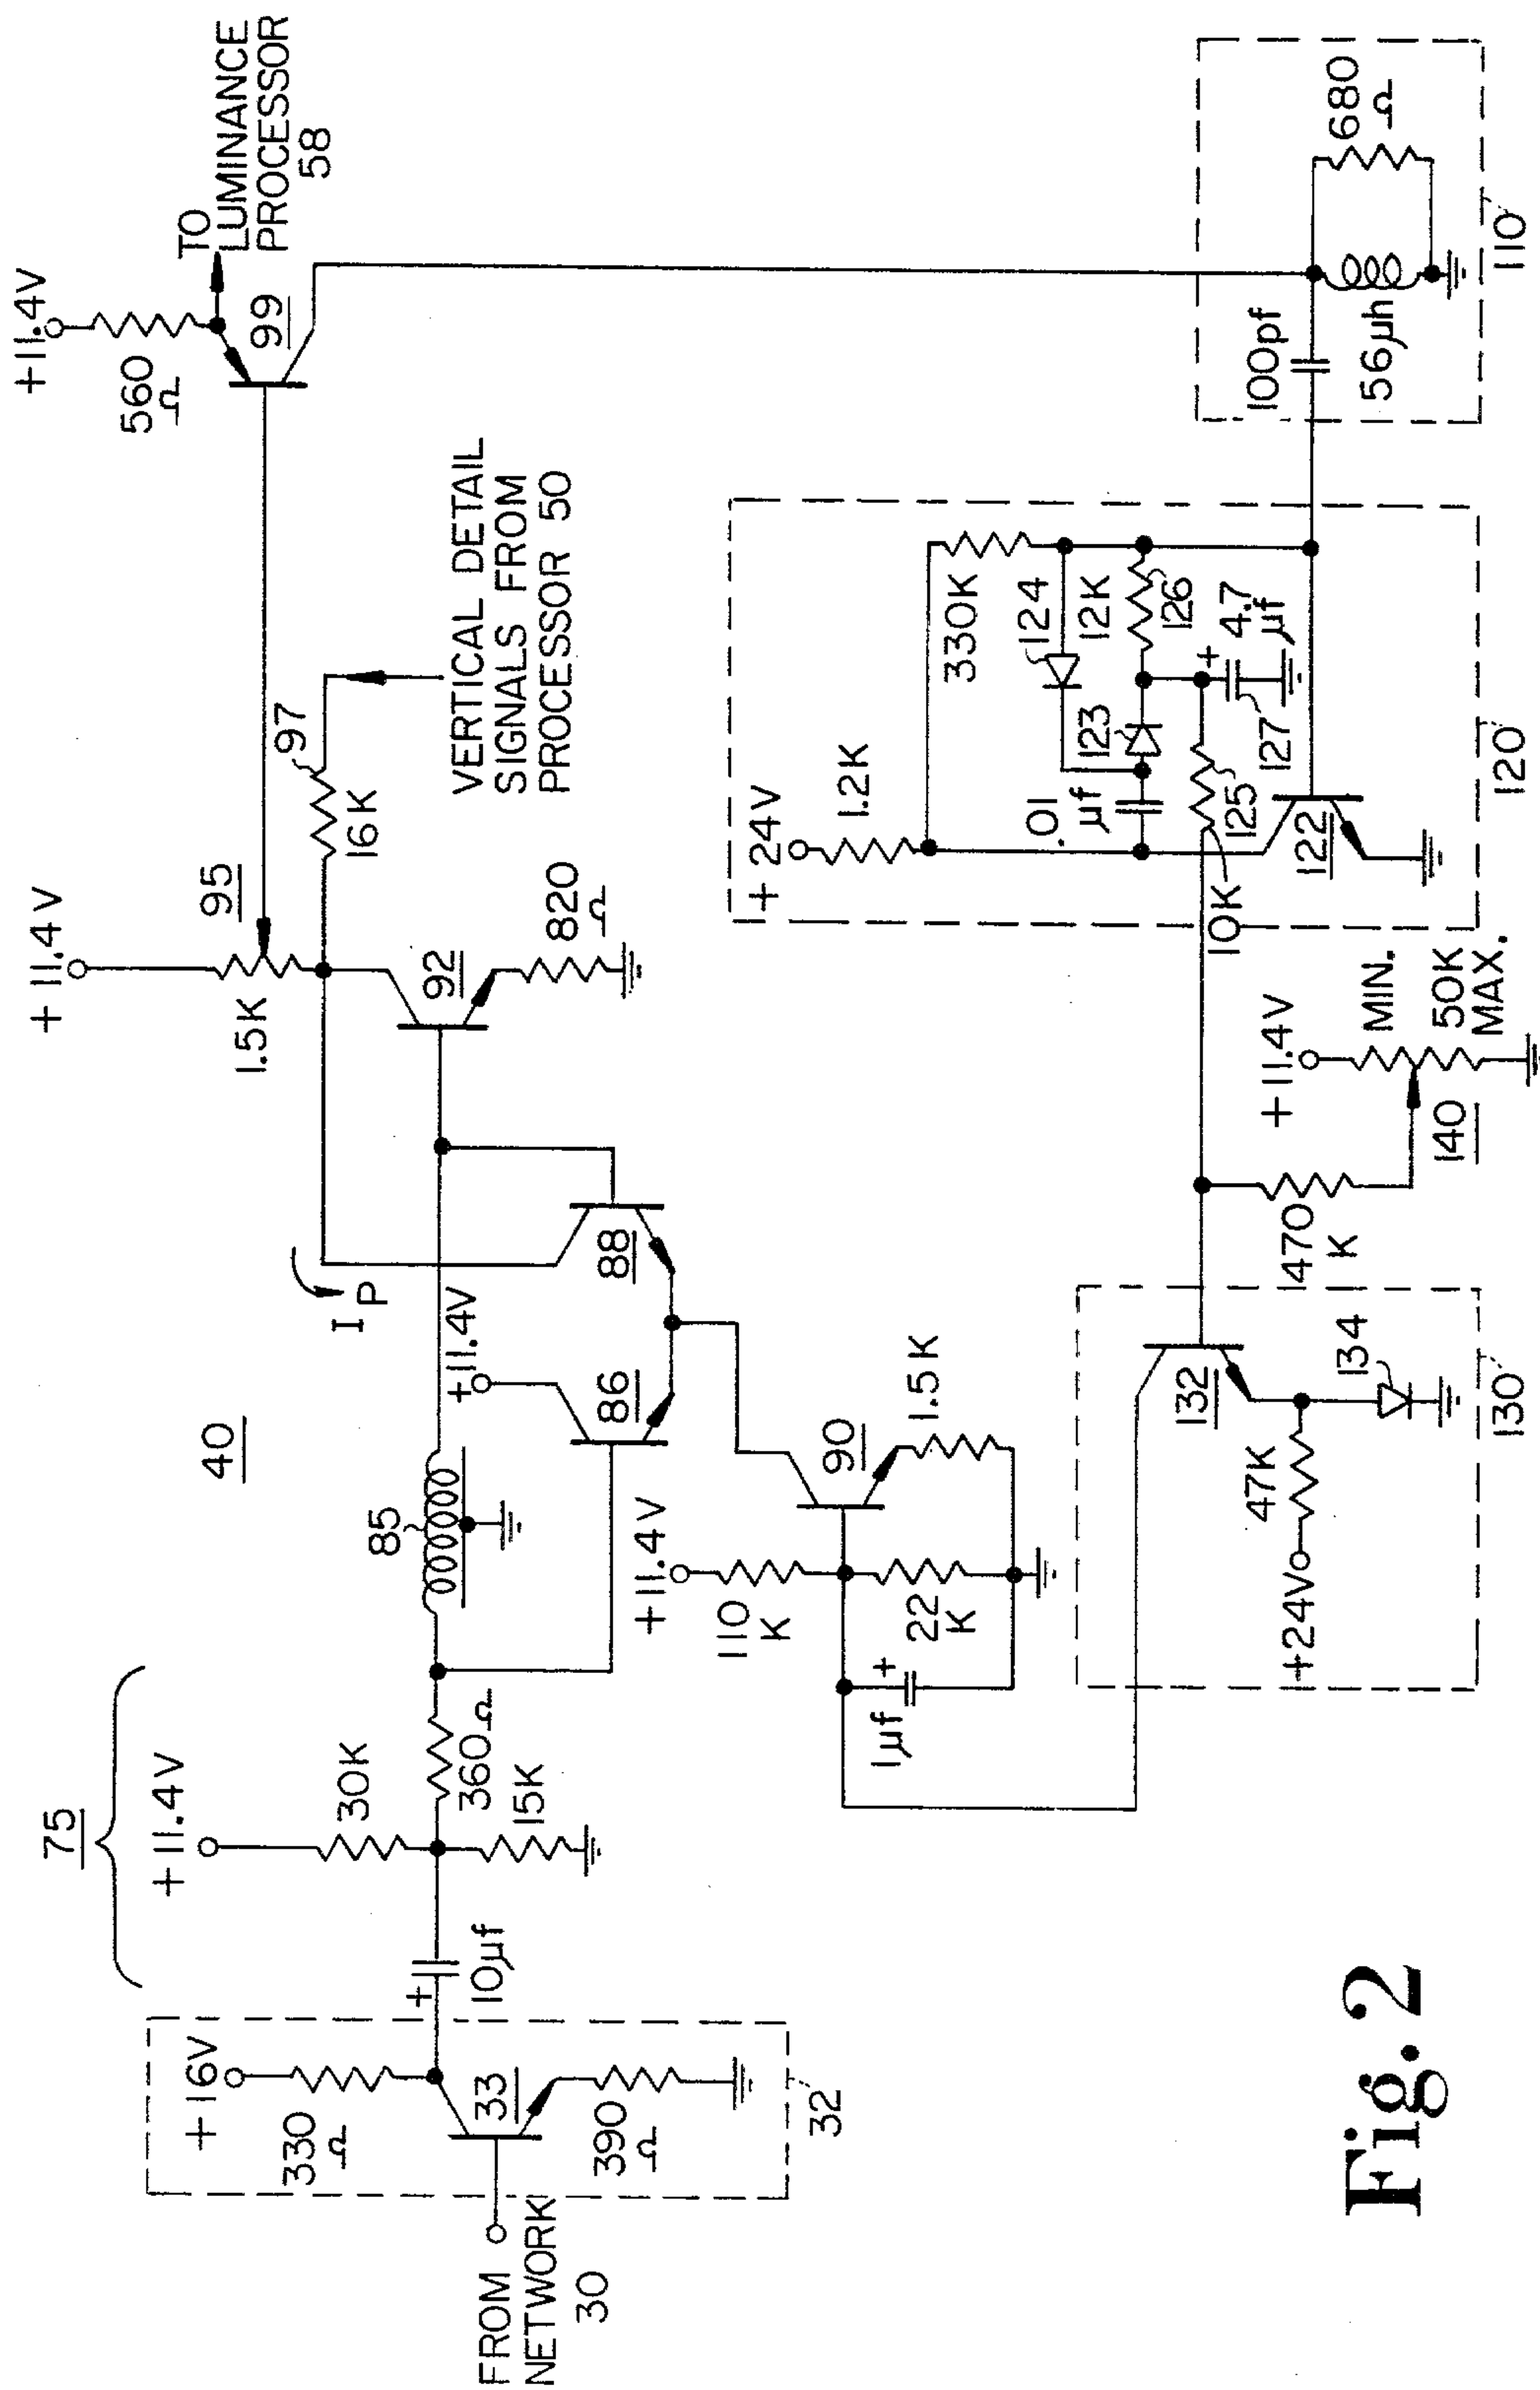 40
75
+11.4V
30K
15K
360Ω
10µf
+
+16V
330
Ω
33
390
Ω
32
FROM
NETWORK
30
85
+11.4V
86
88
I P
+11.4V
110
K
22
K
1µf
+
90
1.5K
+11.4V
95
1.5K
92
820
Ω
16K
97
VERTICAL DETAIL
SIGNALS FROM
PROCESSOR 50
+11.4V
560
Ω
99
TO
LUMINANCE
PROCESSOR
58
130
132
134
47K
+24V
470
K
140
+11.4V
MIN.
50K
MAX.
120
+24V
1.2K
330K
.01
µf
124
123
12K
126
+
4.7
µf
127
125
10K
122
110
100pf
56µh
680
Ω
Fig. 2